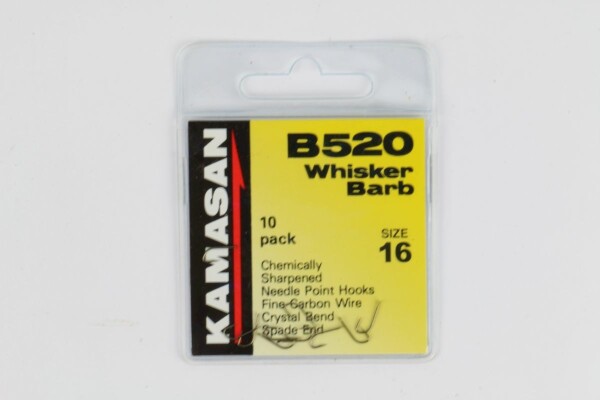 KAMASAN
B520
Whisker
Barb
10
pack
SIZE
16
Chemically
Sharpened
Needle Point Hooks
Fine Carbon Wire
Crystal Bend
Spade End